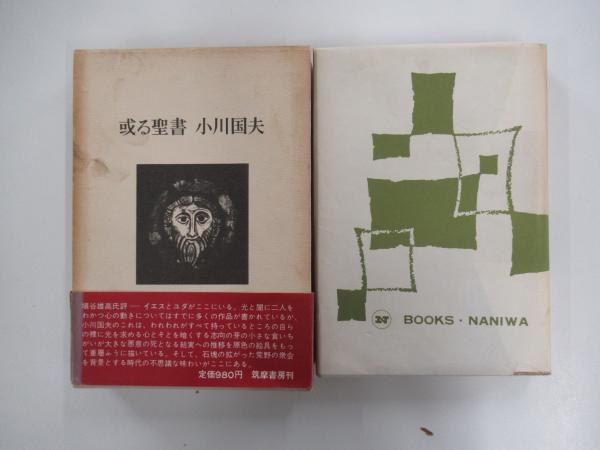 或る聖書 小川国夫
埴谷雄高氏評── イエスとユダがここにいる。光と闇に二人を
わかつ心の動きについてはすでに多くの作品が書かれているが、
小川国夫のこれは、われわれがすべて持っているところの自ら
の裡に光を求める心とそとを暗くする志向の芽の小さな食いち
がいが大きな悪意の死となる結実への推移を原色の絵具をもっ
て重層ふうに描いている。そして、石塊の拡がった荒野の集会
を背景とする時代の不思議な味わいがここにある。
定価980円 筑摩書房刊
BOOKS・NANIWA